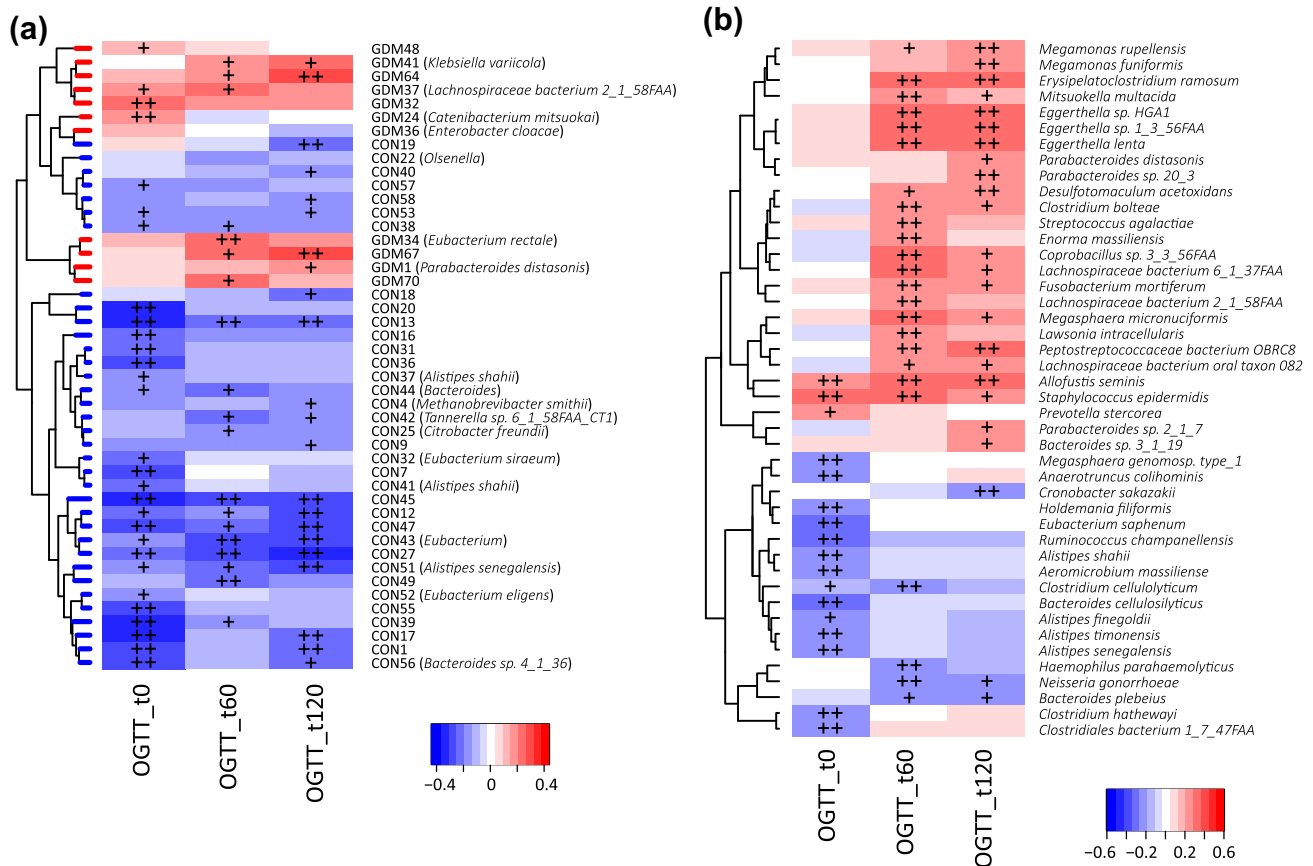 (a)
+ GDM48
+ + GDM41 (Klebsiella variicola)
+ ++ GDM64
+ + GDM37 (Lachnospiraceae bacterium 2_1_58FAA)
++ GDM32
++ GDM24 (Catenibacterium mitsuokai)
GDM36 (Enterobacter cloacae)
++ CON19
CON22 (Olsenella)
+ CON40
+ CON57
CON58
+ + CON53
+ + CON38
++ GDM34 (Eubacterium rectale)
+ ++ GDM67
+ GDM1 (Parabacteroides distasonis)
+ GDM70
+ CON18
++ CON20
++ ++ ++ CON13
++ CON16
++ CON31
++ CON36
+ CON37 (Alistipes shahii)
+ + CON44 (Bacteroides)
+ CON4 (Methanobrevibacter smithii)
+ + CON42 (Tannerella sp. 6_1_58FAA_CT1)
+ CON25 (Citrobacter freundii)
+ CON9
+ CON32 (Eubacterium siraeum)
++ CON7
+ CON41 (Alistipes shahii)
++ ++ ++ CON45
+ + ++ CON12
++ + ++ CON47
+ ++ ++ CON43 (Eubacterium)
++ ++ ++ CON27
+ + ++ CON51 (Alistipes senegalensis)
++ CON49
+ CON52 (Eubacterium eligens)
++ CON55
++ + CON39
++ ++ CON17
++ ++ CON1
++ + CON56 (Bacteroides sp. 4_1_36)
OGTT_t0
OGTT_t60
OGTT_t120
−0.4 0 0.4
(b)
+ ++ Megamonas rupellensis
++ Megamonas funiformis
++ ++ Erysipelatoclostridium ramosum
++ + Mitsuokella multacida
++ ++ Eggerthella sp. HGA1
++ ++ Eggerthella sp. 1_3_56FAA
++ ++ Eggerthella lenta
+ Parabacteroides distasonis
++ Parabacteroides sp. 20_3
+ ++ Desulfotomaculum acetoxidans
++ + Clostridium bolteae
++ Streptococcus agalactiae
++ Enorma massiliensis
++ + Coprobacillus sp. 3_3_56FAA
++ + Lachnospiraceae bacterium 6_1_37FAA
++ + Fusobacterium mortiferum
++ Lachnospiraceae bacterium 2_1_58FAA
++ + Megasphaera micronuciformis
++ Lawsonia intracellularis
++ ++ Peptostreptococcaceae bacterium OBRC8
+ + Lachnospiraceae bacterium oral taxon 082
++ ++ ++ Allofustis seminis
++ ++ + Staphylococcus epidermidis
+ Prevotella stercorea
+ Parabacteroides sp. 2_1_7
+ Bacteroides sp. 3_1_19
++ Megasphaera genomosp. type_1
++ Anaerotruncus colihominis
++ Cronobacter sakazakii
++ Holdemania filiformis
++ Eubacterium saphenum
++ Ruminococcus champanellensis
++ Alistipes shahii
++ Aeromicrobium massiliense
+ ++ Clostridium cellulolyticum
++ Bacteroides cellulosilyticus
+ Alistipes finegoldii
++ Alistipes timonensis
++ Alistipes senegalensis
++ Haemophilus parahaemolyticus
++ + Neisseria gonorrhoeae
+ + Bacteroides plebeius
++ Clostridium hathewayi
++ Clostridiales bacterium 1_7_47FAA
OGTT_t0
OGTT_t60
OGTT_t120
−0.6 −0.2 0.2 0.6